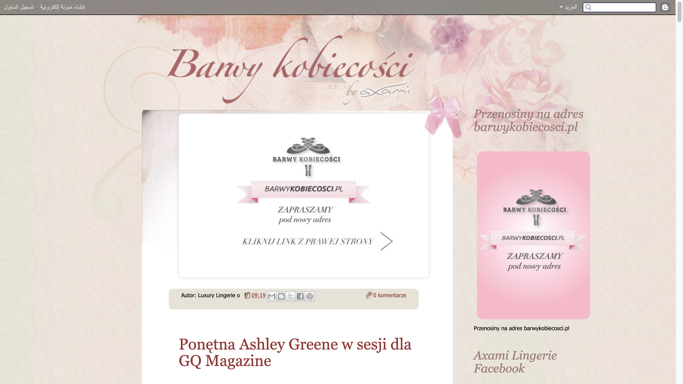 إنشاء مدونة إلكترونية تسجيل الدخول
المزيد
Barwy kobiecości
by axami
BARWY KOBIECOŚCI
BARWYKOBIECOSCI.PL
ZAPRASZAMY
pod nowy adres
KLIKNIJ LINK Z PRAWEJ STRONY
Autor: Luxury Lingerie o 09:19
0 komentarze
Ponętna Ashley Greene w sesji dla
GQ Magazine
Przenosiny na adres
barwykobiecosci.pl
BARWY KOBIECOŚCI
BARWYKOBIECOSCI.PL
ZAPRASZAMY
pod nowy adres
Przenosiny na adres barwykobiecosci.pl
Axami Lingerie
Facebook